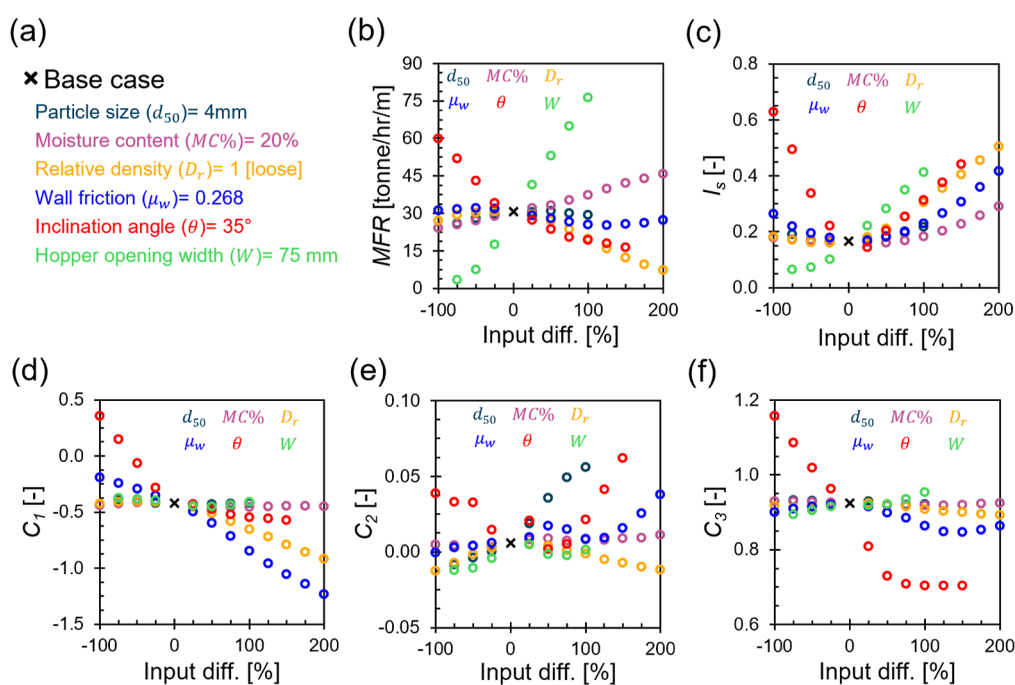 (a)
× Base case
Particle size (d₅₀)= 4mm
Moisture content (MC%)= 20%
Relative density (Dᵣ)= 1 [loose]
Wall friction (μ_w)= 0.268
Inclination angle (θ)= 35°
Hopper opening width (W)= 75 mm
(b)
MFR [tonne/hr/m]
90
75
60
45
30
15
0
d₅₀ MC% Dᵣ
μ_w θ W
-100 0 100 200
Input diff. [%]
(c)
Iₛ [-]
0.8
0.6
0.4
0.2
0.0
d₅₀ MC% Dᵣ
μ_w θ W
-100 0 100 200
Input diff. [%]
(d)
C₁ [-]
0.5
0.0
-0.5
-1.0
-1.5
d₅₀ MC% Dᵣ
μ_w θ W
-100 0 100 200
Input diff. [%]
(e)
C₂ [-]
0.10
0.05
0.00
-0.05
d₅₀ MC% Dᵣ
μ_w θ W
-100 0 100 200
Input diff. [%]
(f)
C₃ [-]
1.2
1.0
0.8
0.6
d₅₀ MC% Dᵣ
μ_w θ W
-100 0 100 200
Input diff. [%]